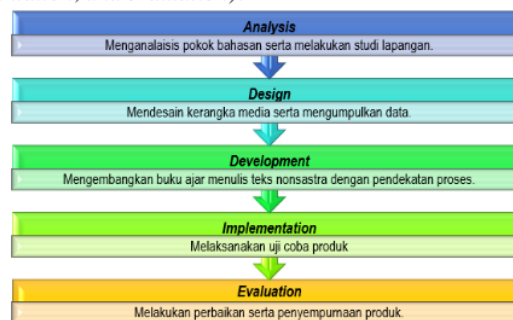 Analysis
Menganalaisis pokok bahasan serta melakukan studi lapangan.
Design
Mendesain kerangka media serta mengumpulkan data.
Development
Mengembangkan buku ajar menulis teks nonsastra dengan pendekatan proses.
Implementation
Melaksanakan uji coba produk
Evaluation
Melakukan perbaikan serta penyempurnaan produk.